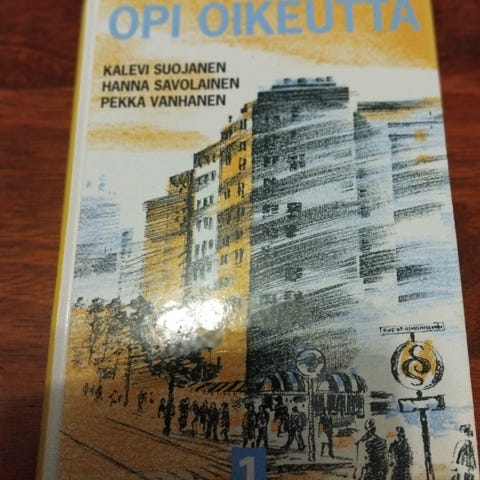 OPI OIKEUTTA
KALEVI SUOJANEN
HANNA SAVOLAINEN
PEKKA VANHANEN
§
1